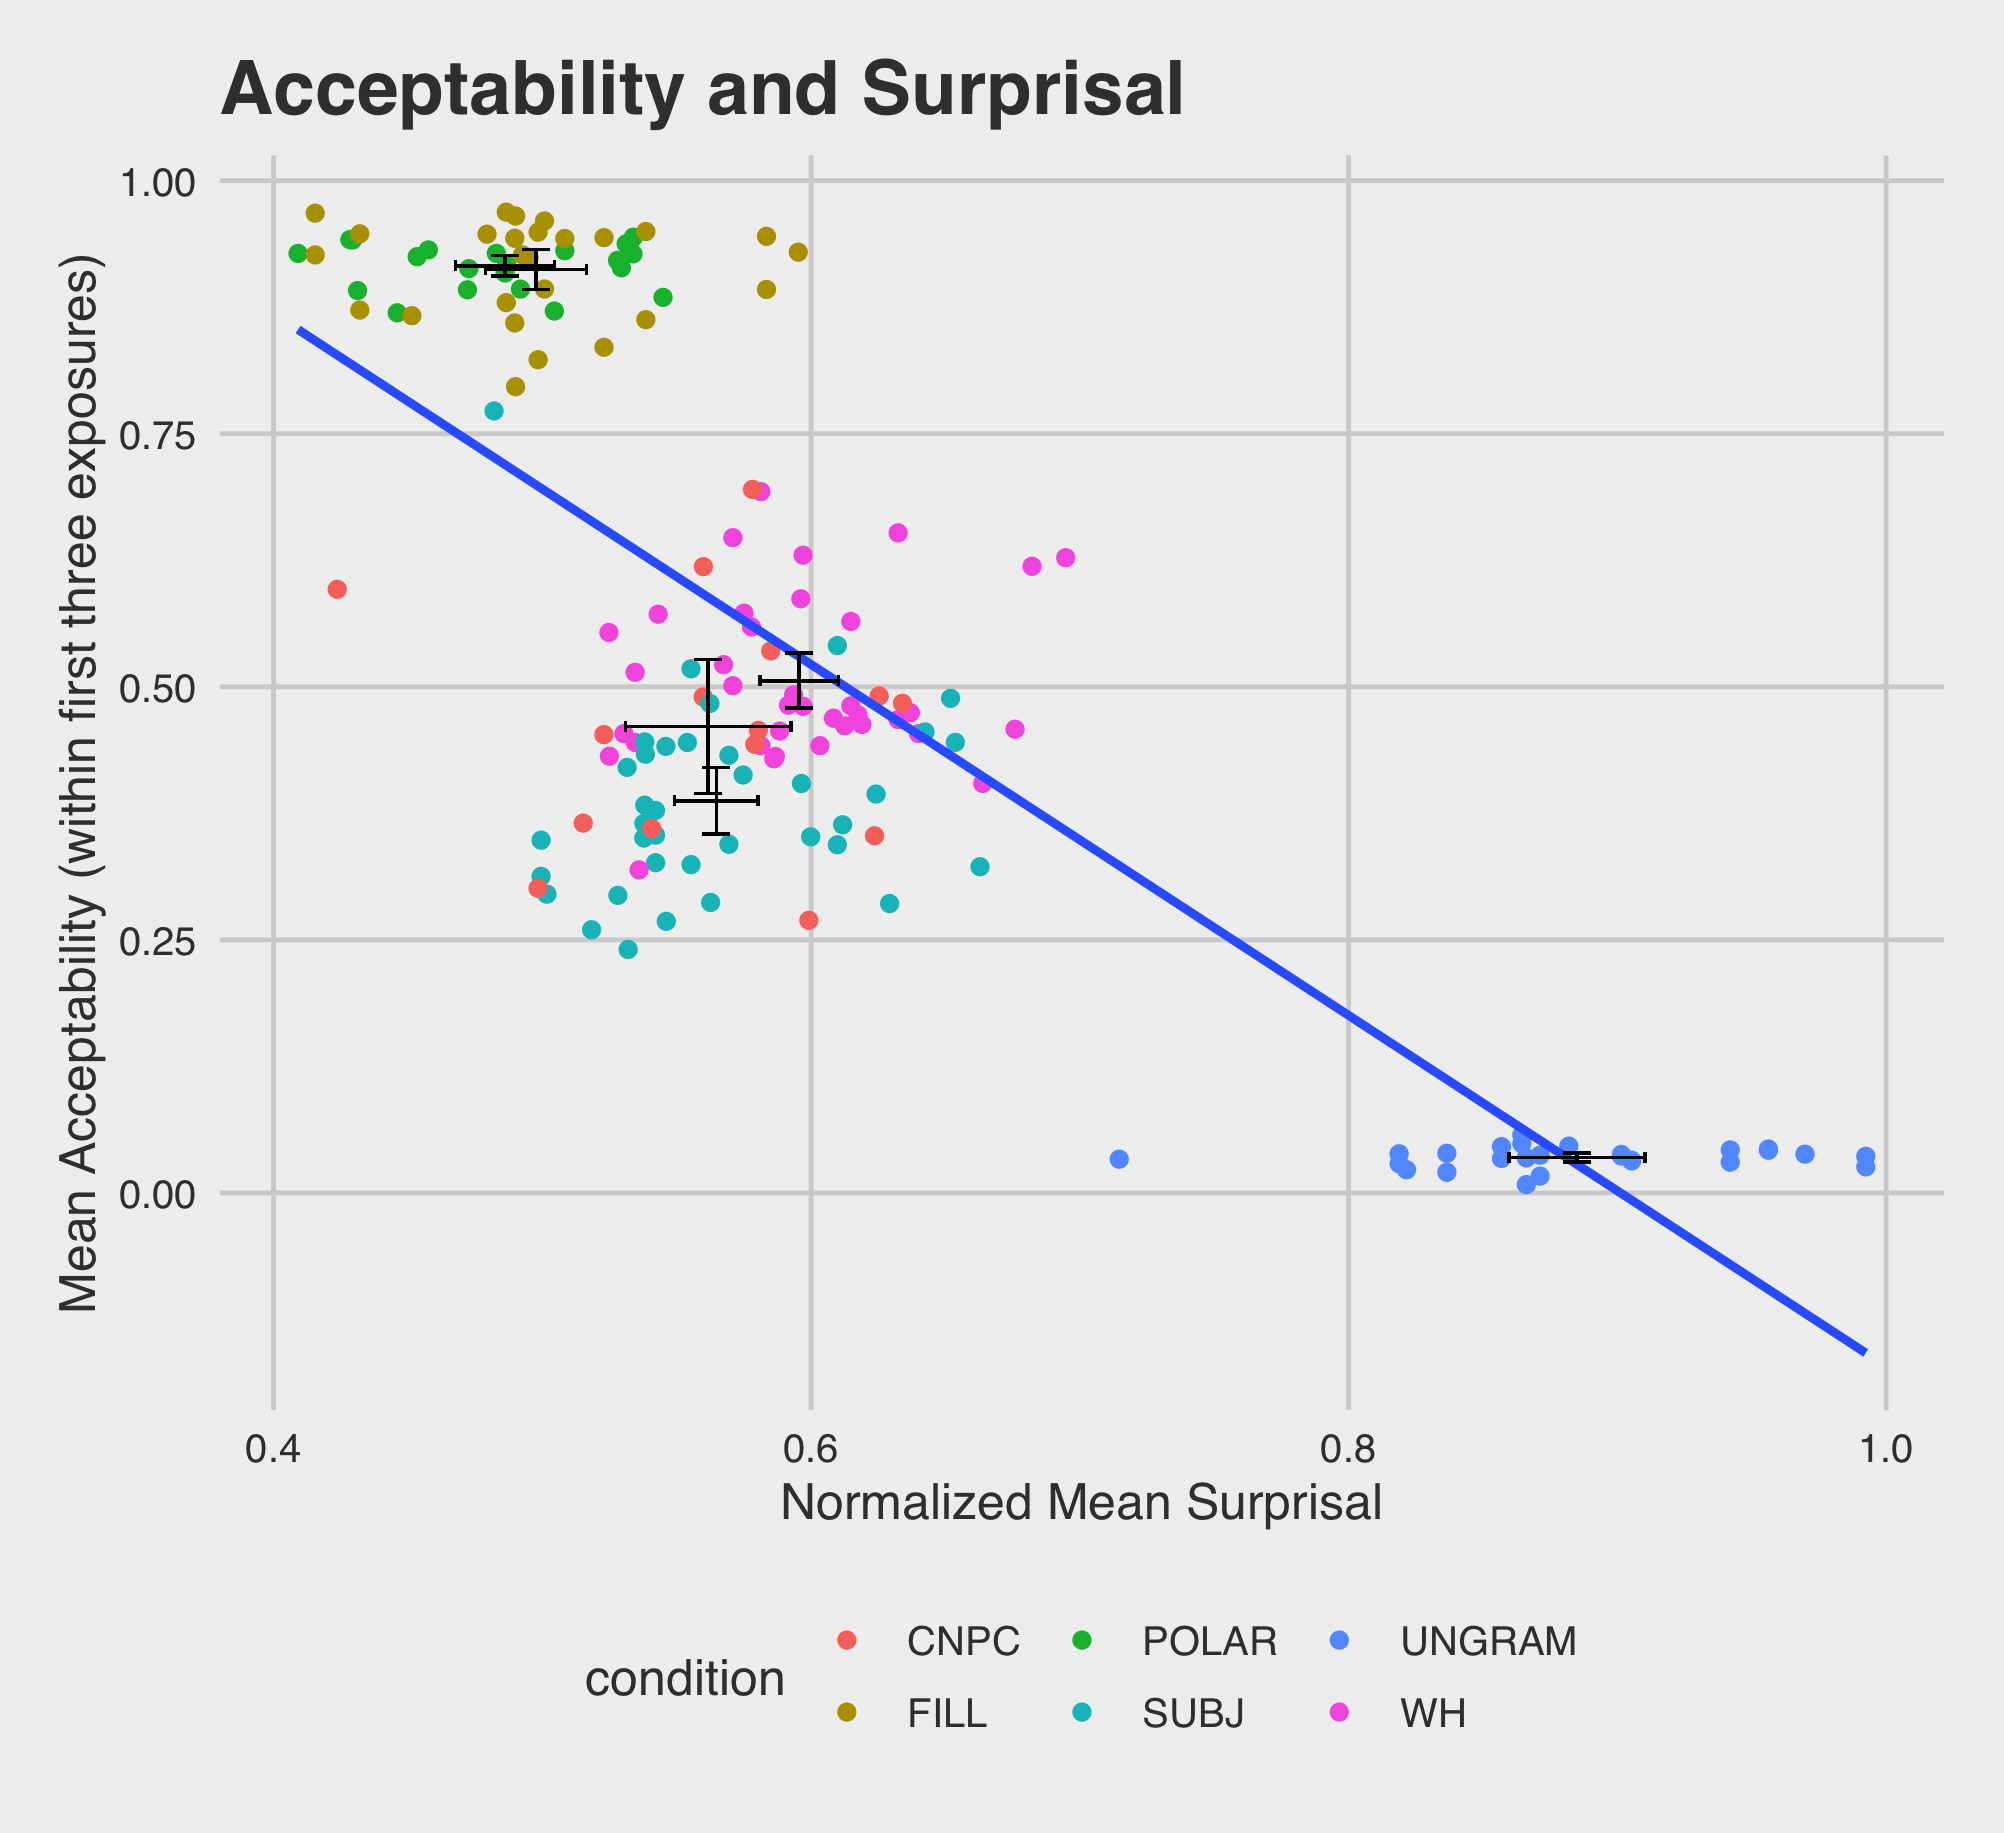 Acceptability and Surprisal
Mean Acceptability (within first three exposures)
1.00
0.75
0.50
0.25
0.00
0.4 0.6 0.8 1.0
Normalized Mean Surprisal
condition
CNPC POLAR UNGRAM
FILL SUBJ WH